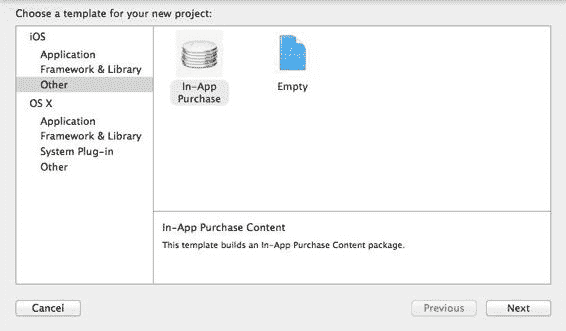 Choose a template for your new project:
iOS
Application
Framework & Library
Other
OS X
Application
Framework & Library
System Plug-in
Other
In-App
Purchase
Empty
In-App Purchase Content
This template builds an In-App Purchase Content package.
Cancel
Previous
Next